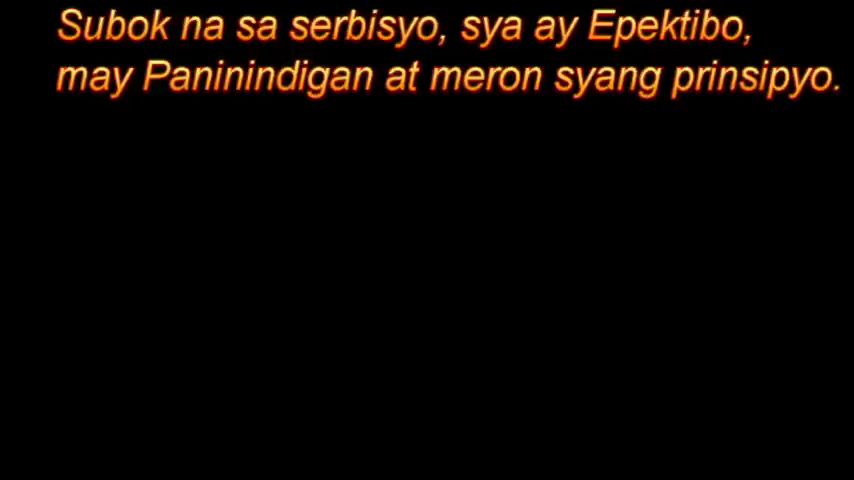 Subok na sa serbisyo, sya ay Epektibo,
may Paninindigan at meron syang prinsipyo.